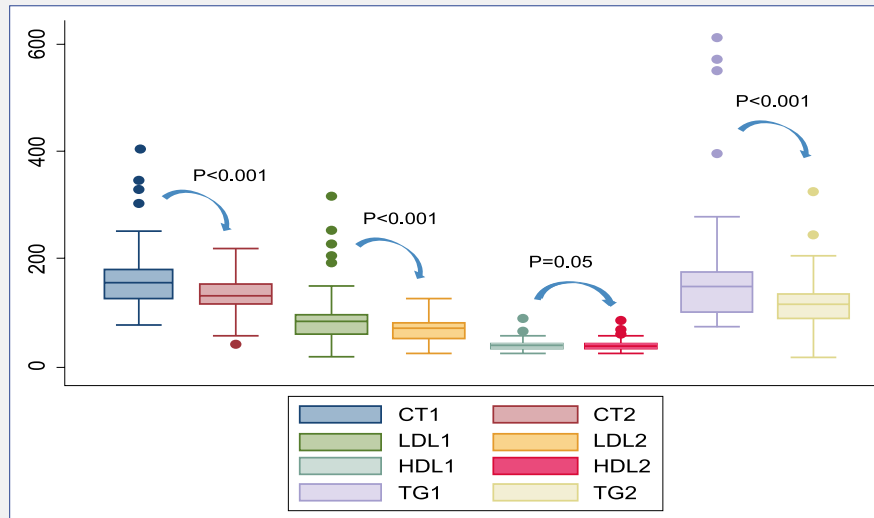 600
400
200
0
P<0.001
P<0.001
P=0.05
P<0.001
CT1 CT2
LDL1 LDL2
HDL1 HDL2
TG1 TG2